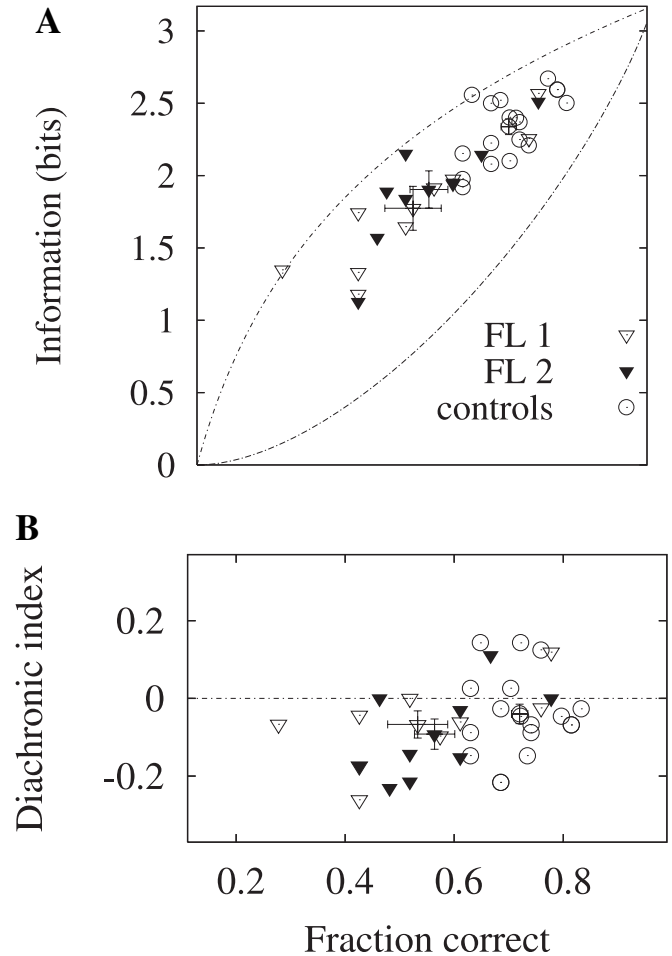 A
3
2.5
2
1.5
1
0.5
0
Information (bits)
FL 1
FL 2
controls
B
0.2
0
-0.2
Diachronic index
0.2 0.4 0.6 0.8
Fraction correct